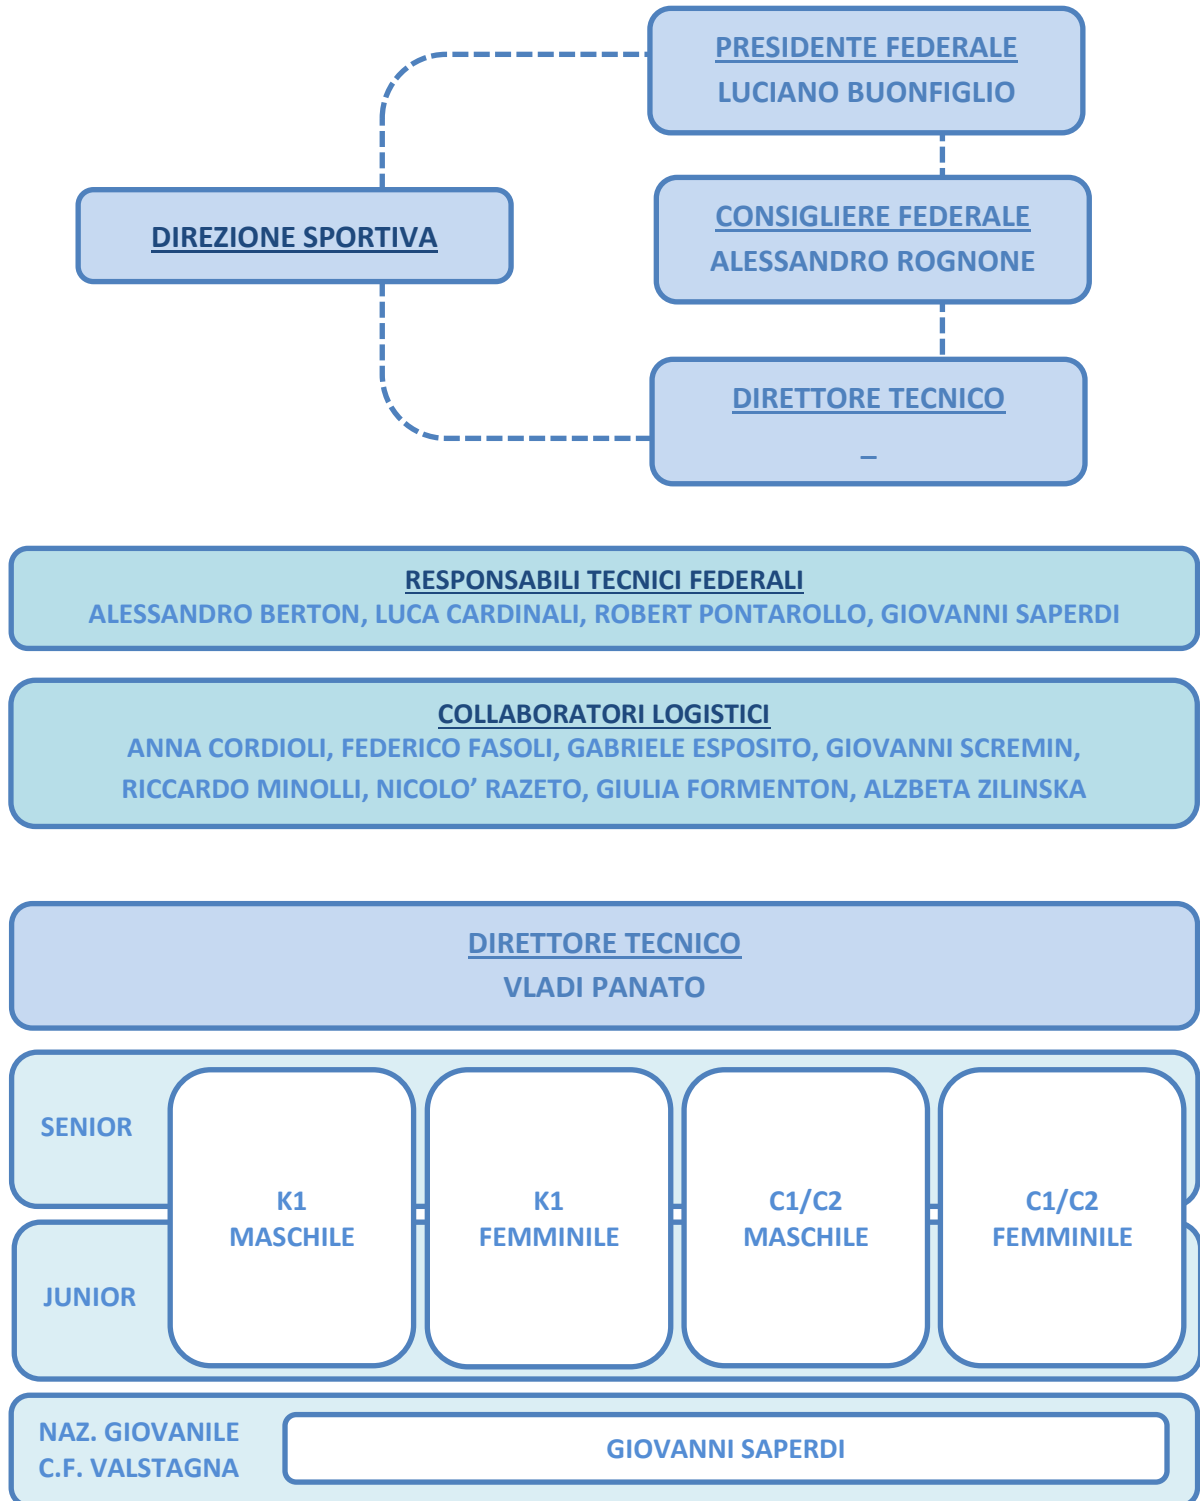 PRESIDENTE FEDERALE
LUCIANO BUONFIGLIO
DIREZIONE SPORTIVA
CONSIGLIERE FEDERALE
ALESSANDRO ROGNONE
DIRETTORE TECNICO
_
RESPONSABILI TECNICI FEDERALI
ALESSANDRO BERTON, LUCA CARDINALI, ROBERT PONTAROLLO, GIOVANNI SAPERDI
COLLABORATORI LOGISTICI
ANNA CORDIOLI, FEDERICO FASOLI, GABRIELE ESPOSITO, GIOVANNI SCREMIN,
RICCARDO MINOLLI, NICOLO’ RAZETO, GIULIA FORMENTON, ALZBETA ZILINSKA
DIRETTORE TECNICO
VLADI PANATO
SENIOR
K1
MASCHILE
K1
FEMMINILE
C1/C2
MASCHILE
C1/C2
FEMMINILE
JUNIOR
NAZ. GIOVANILE
C.F. VALSTAGNA
GIOVANNI SAPERDI